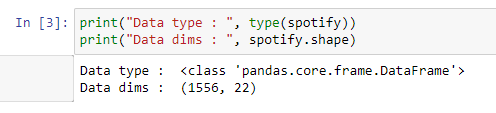 In [3]: print("Data type : ", type(spotify))
print("Data dims : ", spotify.shape)
Data type :  <class 'pandas.core.frame.DataFrame'>
Data dims :  (1556, 22)